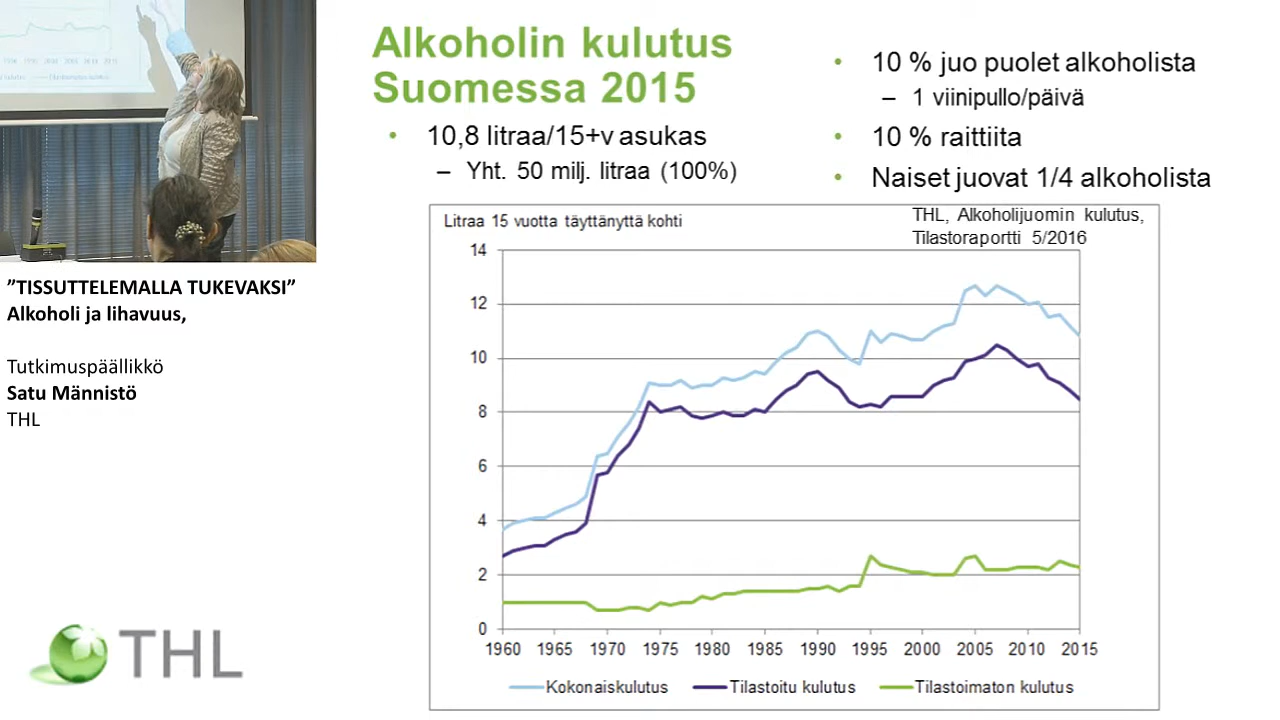 Alkoholin kulutus
Suomessa 2015
• 10,8 litraa/15+v asukas
– Yht. 50 milj. litraa (100%)
• 10 % juo puolet alkoholista
– 1 viinipullo/päivä
• 10 % raittiita
• Naiset juovat 1/4 alkoholista
”TISSUTTELEMALLA TUKEVAKSI”
Alkoholi ja lihavuus,
Tutkimuspäällikkö
Satu Männistö
THL
THL
Litraa 15 vuotta täyttänyttä kohti
THL, Alkoholijuomin kulutus,
Tilastoraportti 5/2016
14
12
10
8
6
4
2
0
1960 1965 1970 1975 1980 1985 1990 1995 2000 2005 2010 2015
Kokonaiskulutus Tilastoitu kulutus Tilastoimaton kulutus